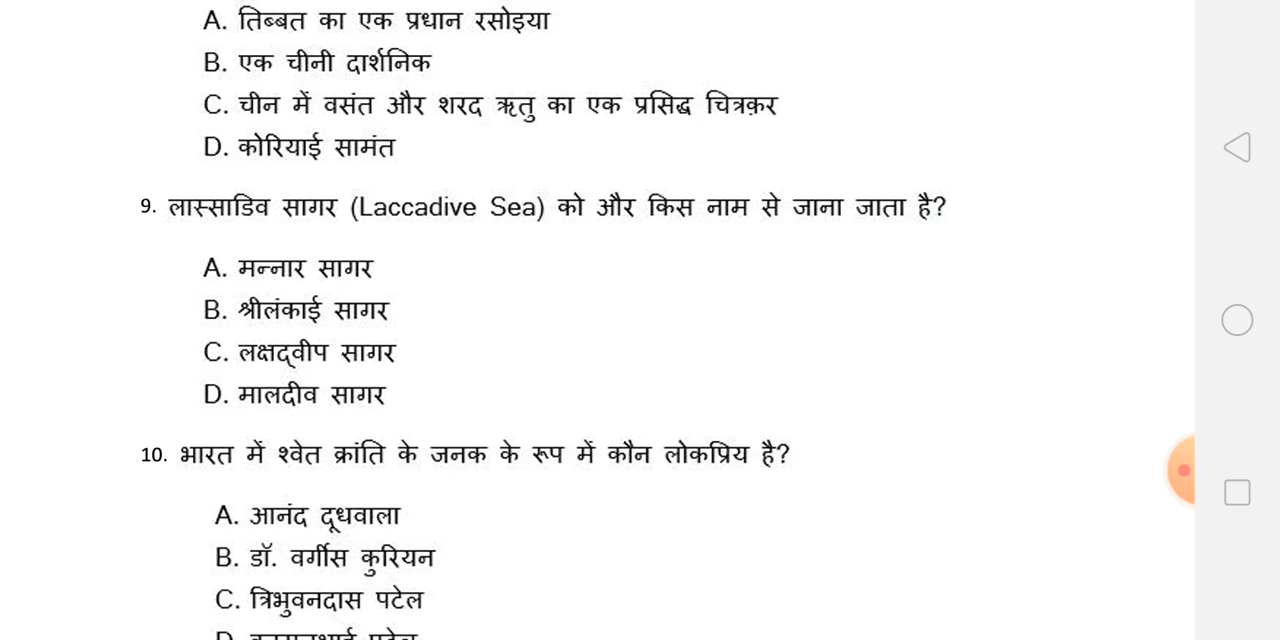 A. तिब्बत का एक प्रधान रसोइया
B. एक चीनी दार्शनिक
C. चीन में वसंत और शरद ऋतु का एक प्रसिद्ध चित्रक़र
D. कोरियाई सामंत
9. लास्साडिव सागर (Laccadive Sea) को और किस नाम से जाना जाता है?
A. मन्नार सागर
B. श्रीलंकाई सागर
C. लक्षद्वीप सागर
D. मालदीव सागर
10. भारत में श्वेत क्रांति के जनक के रूप में कौन लोकप्रिय है?
A. आनंद दूधवाला
B. डॉ. वर्गीस कुरियन
C. त्रिभुवनदास पटेल
D.